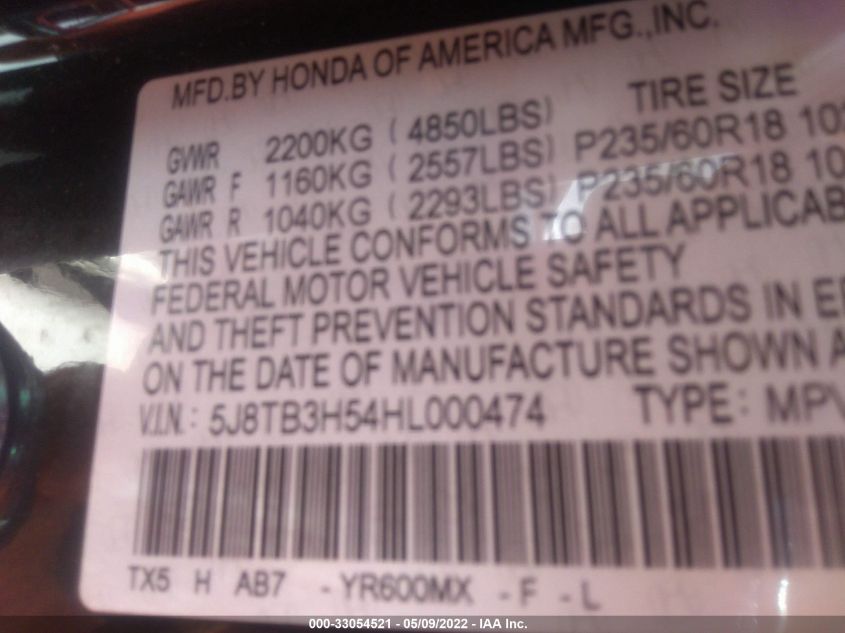 MFD.BY HONDA OF AMERICA MFG.,INC.
TIRE SIZE
GVWR 2200KG ( 4850LBS)
GAWR F 1160KG ( 2557LBS) P235/60R18 10
GAWR R 1040KG ( 2293LBS) P235/60R18 10
THIS VEHICLE CONFORMS TO ALL APPLICAB
FEDERAL MOTOR VEHICLE SAFETY
AND THEFT PREVENTION STANDARDS IN E
ON THE DATE OF MANUFACTURE SHOWN A
V.I.N.: 5J8TB3H54HL000474 TYPE: MPV
TX5 H AB7 - YR600MX - F - L
000-33054521 - 05/09/2022 - IAA Inc.